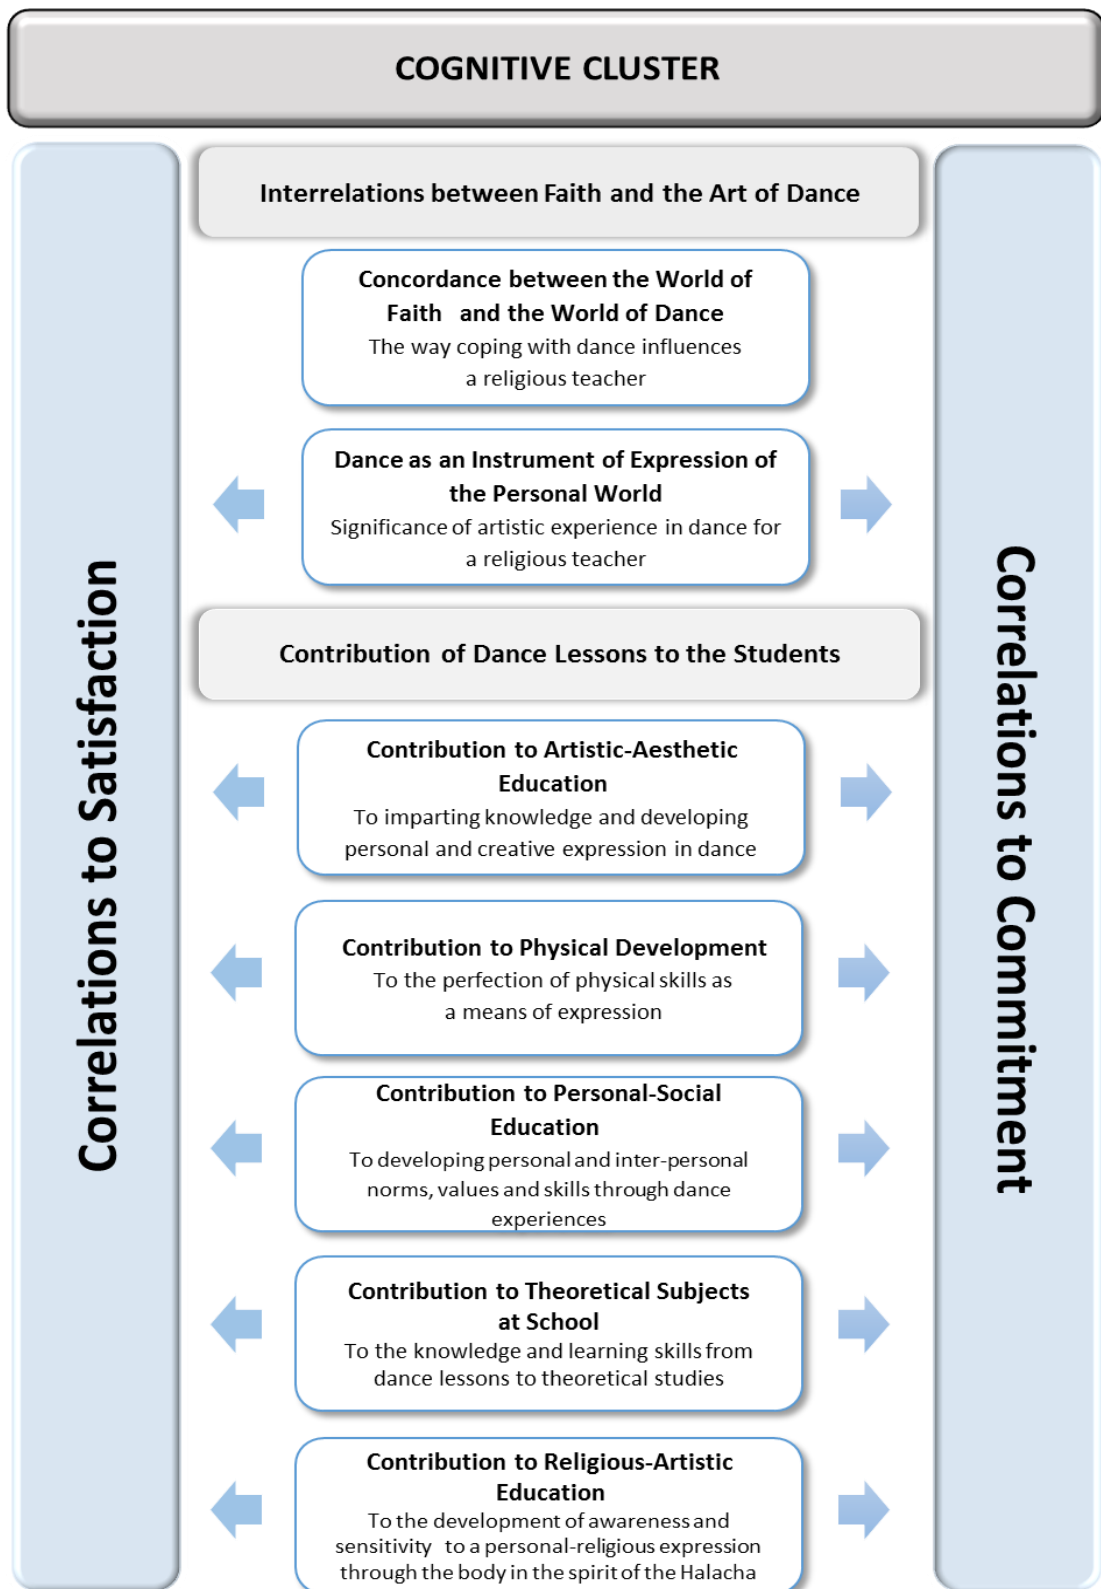 COGNITIVE CLUSTER
Interrelations between Faith and the Art of Dance
Concordance between the World of
Faith and the World of Dance
The way coping with dance influences
a religious teacher
Dance as an Instrument of Expression of
the Personal World
Significance of artistic experience in dance for
a religious teacher
Contribution of Dance Lessons to the Students
Contribution to Artistic-Aesthetic
Education
To imparting knowledge and developing
personal and creative expression in dance
Contribution to Physical Development
To the perfection of physical skills as
a means of expression
Contribution to Personal-Social
Education
To developing personal and inter-personal
norms, values and skills through dance
experiences
Contribution to Theoretical Subjects
at School
To the knowledge and learning skills from
dance lessons to theoretical studies
Contribution to Religious-Artistic
Education
To the development of awareness and
sensitivity to a personal-religious expression
through the body in the spirit of the Halacha
Correlations to Satisfaction
Correlations to Commitment